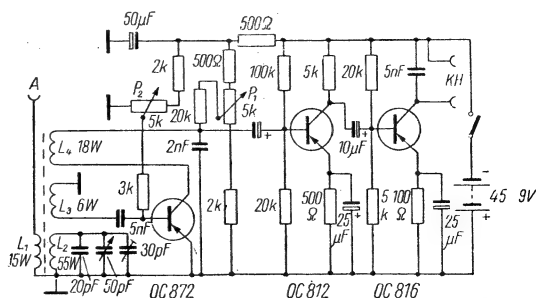 50μF
500Ω
A
2k
500Ω
100k
5k
20k
5nF
KH
P₂
5k
20k
P₁
5k
L₄ 18W
2nF
+
10μF
+
3k
L₃ 6W
5nF
2k
20k
500
Ω
25
μF
+
5
k
100
Ω
25
μF
−
45 9V
+
L₁
15W
L₂
55W
30pF
20pF
50pF
OC 872
OC 812
OC 816